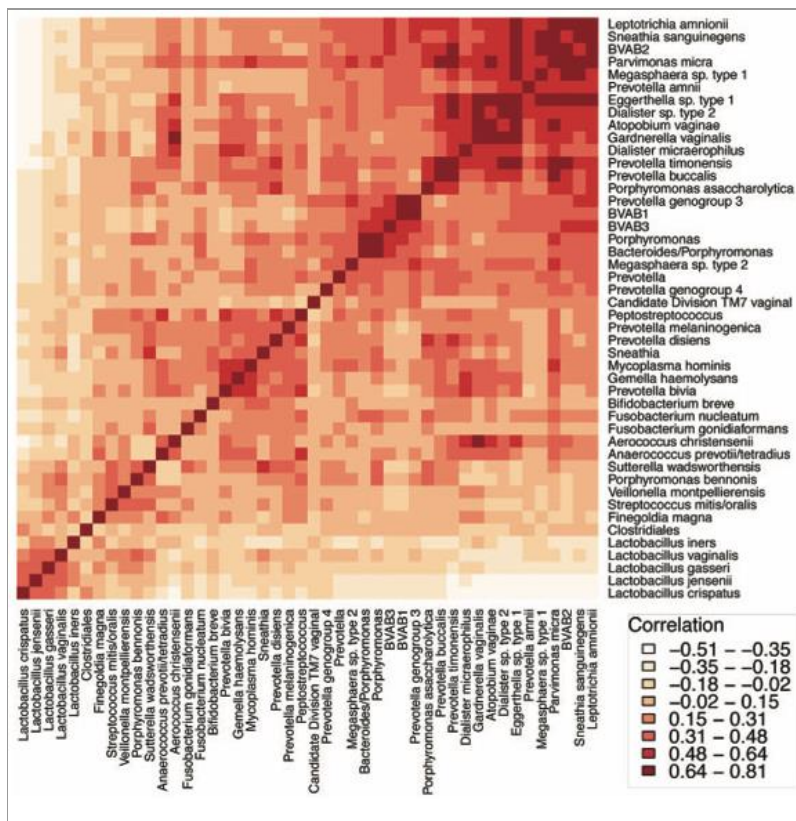 Leptotrichia amnionii
Sneathia sanguinegens
BVAB2
Parvimonas micra
Megasphaera sp. type 1
Prevotella amnii
Eggerthella sp. type 1
Dialister sp. type 2
Atopobium vaginae
Gardnerella vaginalis
Dialister micraerophilus
Prevotella timonensis
Prevotella buccalis
Porphyromonas asaccharolytica
Prevotella genogroup 3
BVAB1
BVAB3
Porphyromonas
Bacteroides/Porphyromonas
Megasphaera sp. type 2
Prevotella
Prevotella genogroup 4
Candidate Division TM7 vaginal
Peptostreptococcus
Prevotella melaninogenica
Prevotella disiens
Sneathia
Mycoplasma hominis
Gemella haemolysans
Prevotella bivia
Bifidobacterium breve
Fusobacterium nucleatum
Fusobacterium gonidiaformans
Aerococcus christensenii
Anaerococcus prevotii/tetradius
Sutterella wadsworthensis
Porphyromonas bennonis
Veillonella montpellierensis
Streptococcus mitis/oralis
Finegoldia magna
Clostridiales
Lactobacillus iners
Lactobacillus vaginalis
Lactobacillus gasseri
Lactobacillus jensenii
Lactobacillus crispatus
Lactobacillus crispatus
Lactobacillus jensenii
Lactobacillus gasseri
Lactobacillus vaginalis
Lactobacillus iners
Clostridiales
Finegoldia magna
Streptococcus mitis/oralis
Veillonella montpellierensis
Porphyromonas bennonis
Sutterella wadsworthensis
Anaerococcus prevotii/tetradius
Aerococcus christensenii
Fusobacterium gonidiaformans
Fusobacterium nucleatum
Bifidobacterium breve
Prevotella bivia
Gemella haemolysans
Mycoplasma hominis
Sneathia
Prevotella disiens
Prevotella melaninogenica
Peptostreptococcus
Candidate Division TM7 vaginal
Prevotella genogroup 4
Prevotella
Megasphaera sp. type 2
Bacteroides/Porphyromonas
Porphyromonas
BVAB3
BVAB1
Prevotella genogroup 3
Porphyromonas asaccharolytica
Prevotella buccalis
Prevotella timonensis
Dialister micraerophilus
Gardnerella vaginalis
Atopobium vaginae
Dialister sp. type 2
Eggerthella sp. type 1
Prevotella amnii
Megasphaera sp. type 1
Parvimonas micra
BVAB2
Sneathia sanguinegens
Leptotrichia amnionii
Correlation
−0.51 – −0.35
−0.35 – −0.18
−0.18 – −0.02
−0.02 – 0.15
0.15 – 0.31
0.31 – 0.48
0.48 – 0.64
0.64 – 0.81